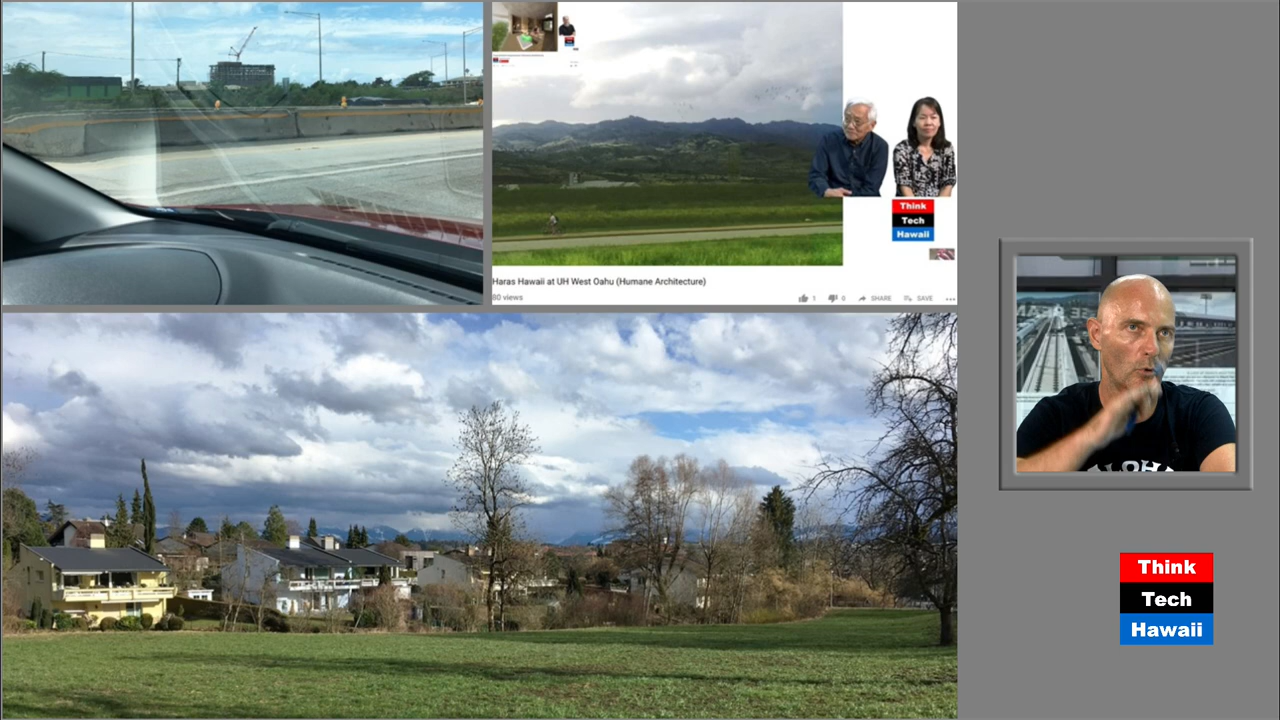 Think
Tech
Hawaii
Haras Hawaii at UH West Oahu (Humane Architecture)
80 views
1
0
SHARE
SAVE
ALOHA
Think
Tech
Hawaii